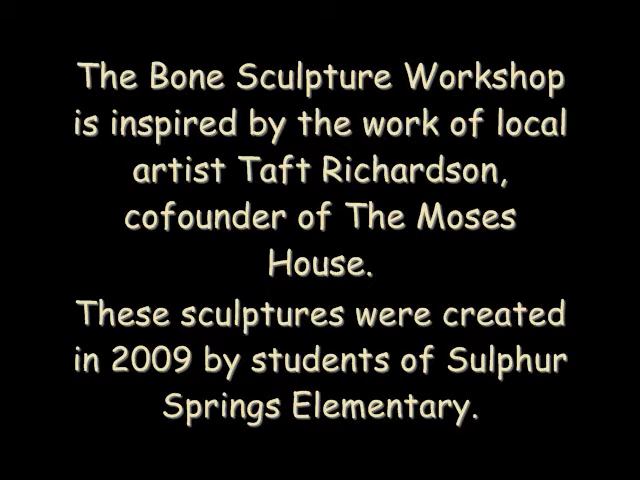 The Bone Sculpture Workshop
is inspired by the work of local
artist Taft Richardson,
cofounder of The Moses
House.
These sculptures were created
in 2009 by students of Sulphur
Springs Elementary.